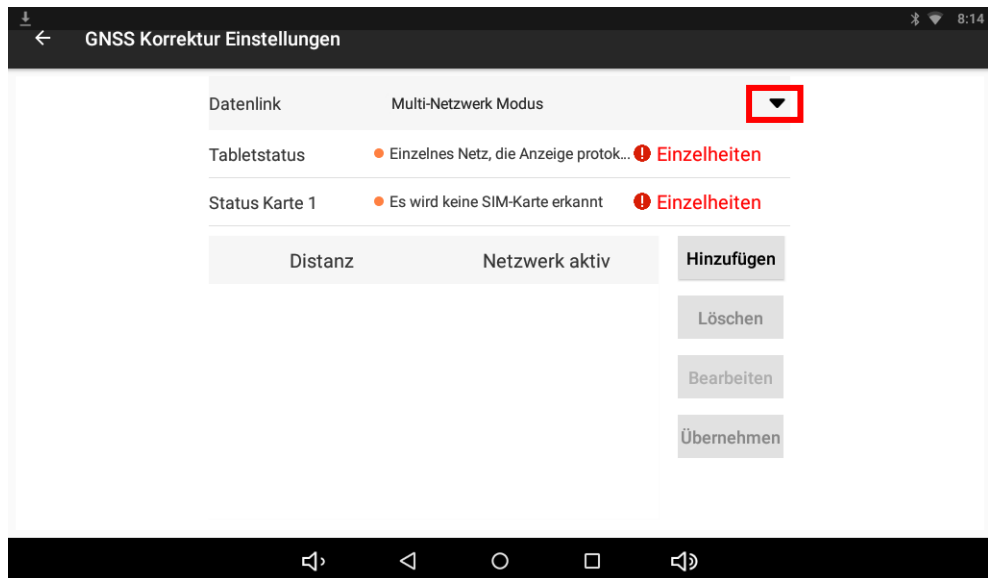 8:14
GNSS Korrektur Einstellungen
Datenlink Multi-Netzwerk Modus
Tabletstatus Einzelnes Netz, die Anzeige protok... Einzelheiten
Status Karte 1 Es wird keine SIM-Karte erkannt Einzelheiten
Distanz Netzwerk aktiv Hinzufügen
Löschen
Bearbeiten
Übernehmen